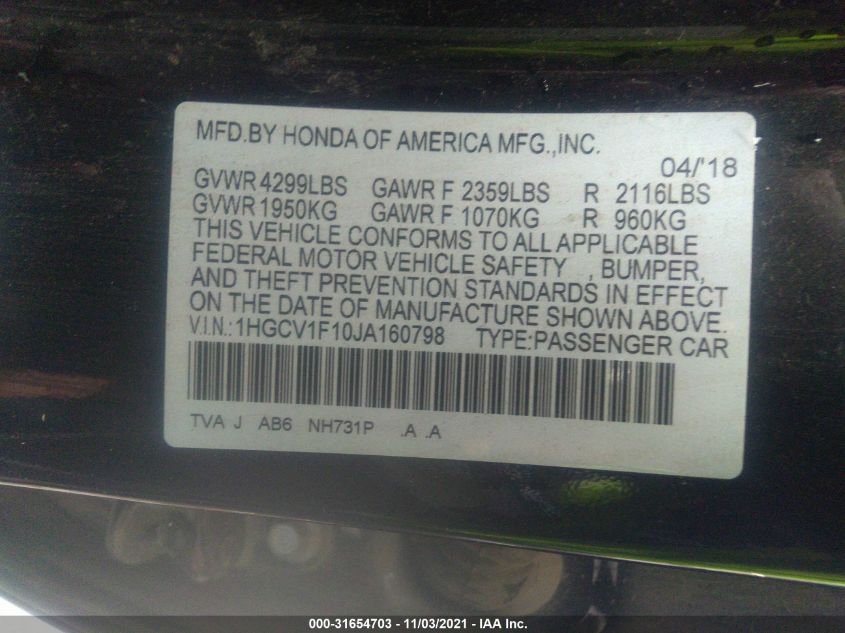 MFD.BY HONDA OF AMERICA MFG.,INC.
04/'18
GVWR 4299LBS GAWR F 2359LBS R 2116LBS
GVWR 1950KG GAWR F 1070KG R 960KG
THIS VEHICLE CONFORMS TO ALL APPLICABLE
FEDERAL MOTOR VEHICLE SAFETY , BUMPER,
AND THEFT PREVENTION STANDARDS IN EFFECT
ON THE DATE OF MANUFACTURE SHOWN ABOVE.
V.I.N.:1HGCV1F10JA160798 TYPE:PASSENGER CAR
TVA J AB6 NH731P .A .A
000-31654703 - 11/03/2021 - IAA Inc.